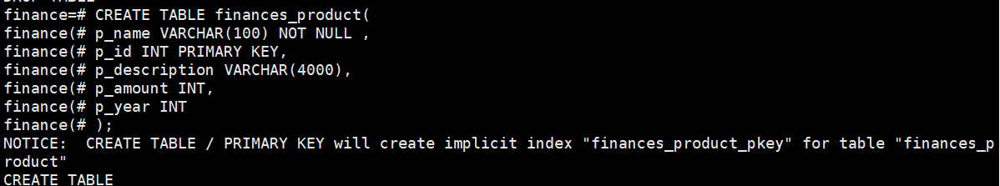 DROP TABLE
finance=# CREATE TABLE finances_product(
finance(# p_name VARCHAR(100) NOT NULL ,
finance(# p_id INT PRIMARY KEY,
finance(# p_description VARCHAR(4000),
finance(# p_amount INT,
finance(# p_year INT
finance(# );
NOTICE:  CREATE TABLE / PRIMARY KEY will create implicit index "finances_product_pkey" for table "finances_p
roduct"
CREATE TABLE